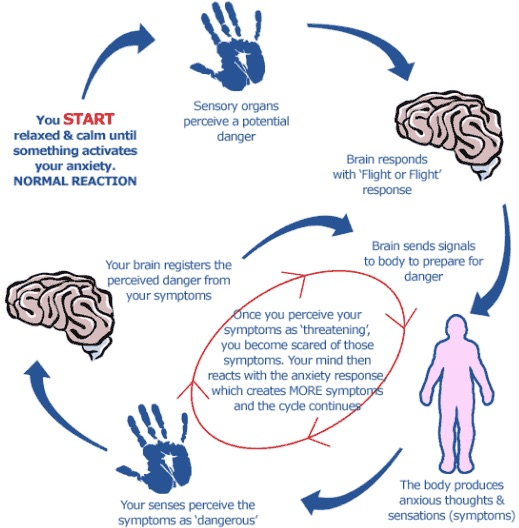 You START
relaxed & calm until
something activates
your anxiety.
NORMAL REACTION
Sensory organs
perceive a potential
danger
Brain responds
with ‘Flight or Flight’
response
Brain sends signals
to body to prepare for
danger
The body produces
anxious thoughts &
sensations (symptoms)
Your senses perceive the
symptoms as ‘dangerous’
Your brain registers the
perceived danger from
your symptoms
Once you perceive your
symptoms as ‘threatening’,
you become scared of those
symptoms. Your mind then
reacts with the anxiety response,
which creates MORE symptoms
and the cycle continues